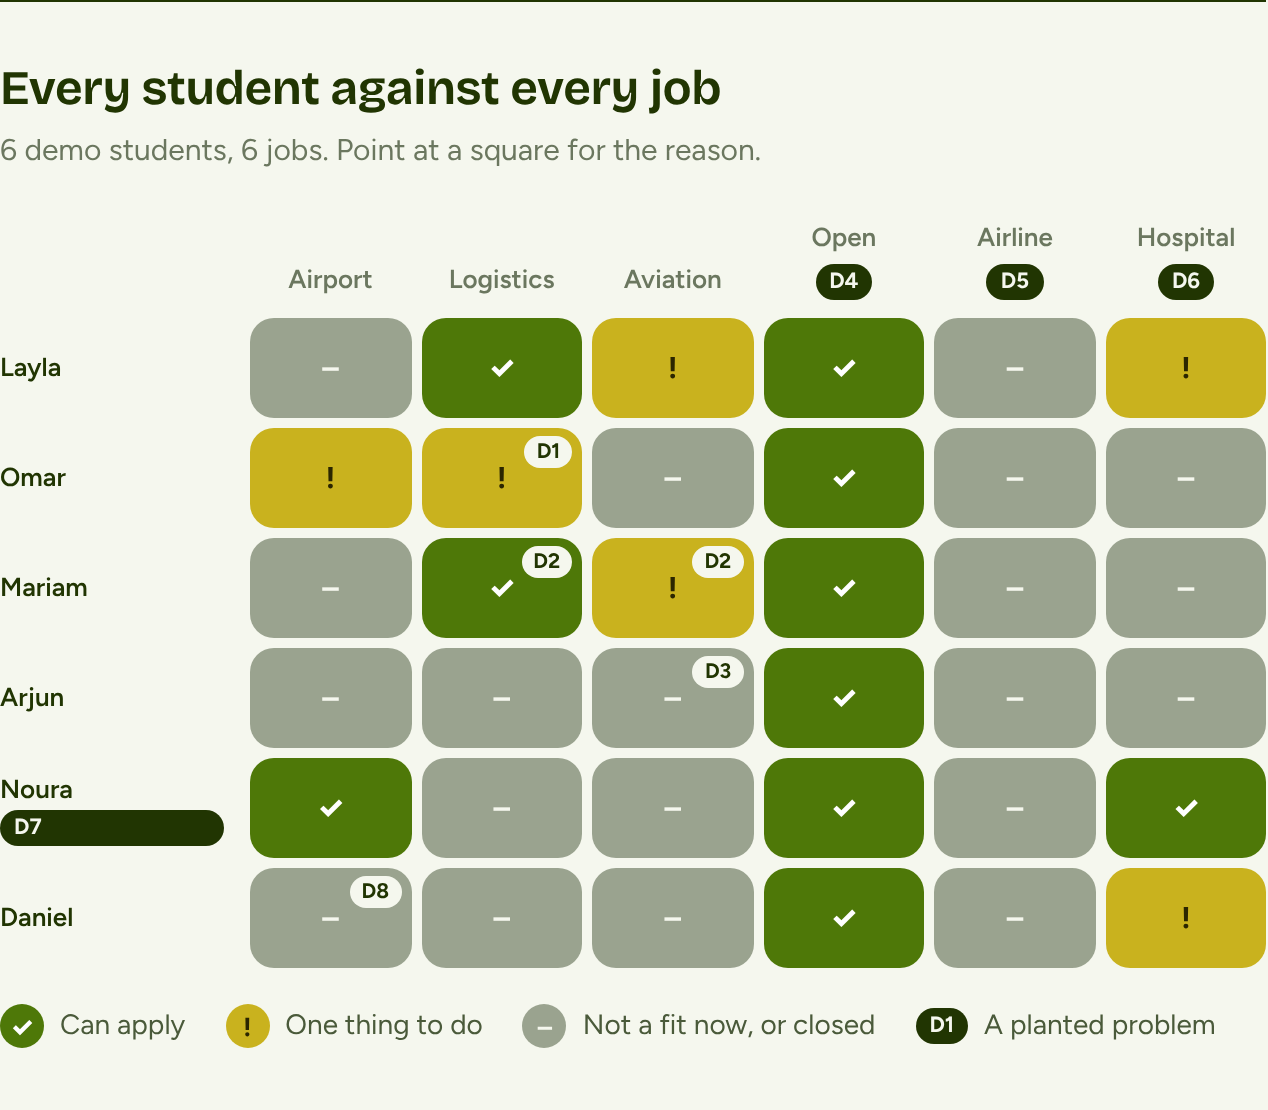 Every student against every job
6 demo students, 6 jobs. Point at a square for the reason.
Airport Logistics Aviation Open Airline Hospital
D4 D5 D6
Layla – ✓ ! ✓ – !
Omar ! ! D1 – ✓ – –
Mariam – ✓ D2 ! D2 ✓ – –
Arjun – – – D3 ✓ – –
Noura ✓ – – ✓ – ✓
D7
Daniel – D8 – – ✓ – !
✓ Can apply ! One thing to do – Not a fit now, or closed D1 A planted problem